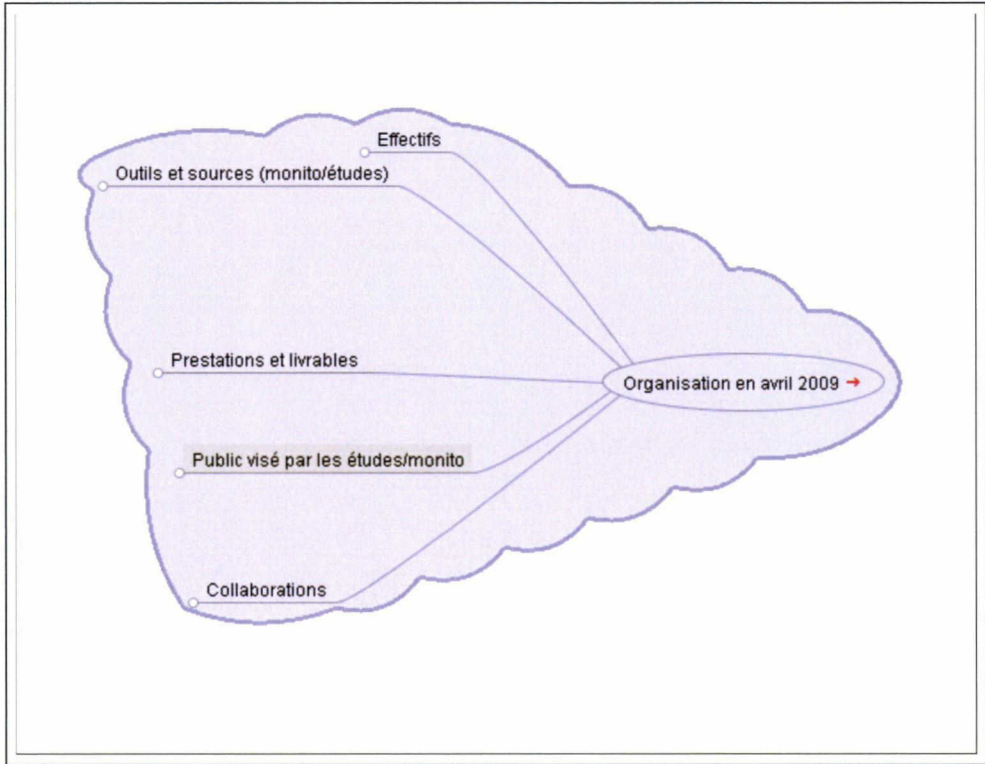 Effectifs
Outils et sources (monito/études)
Prestations et livrables
Organisation en avril 2009
Public visé par les études/monito
Collaborations